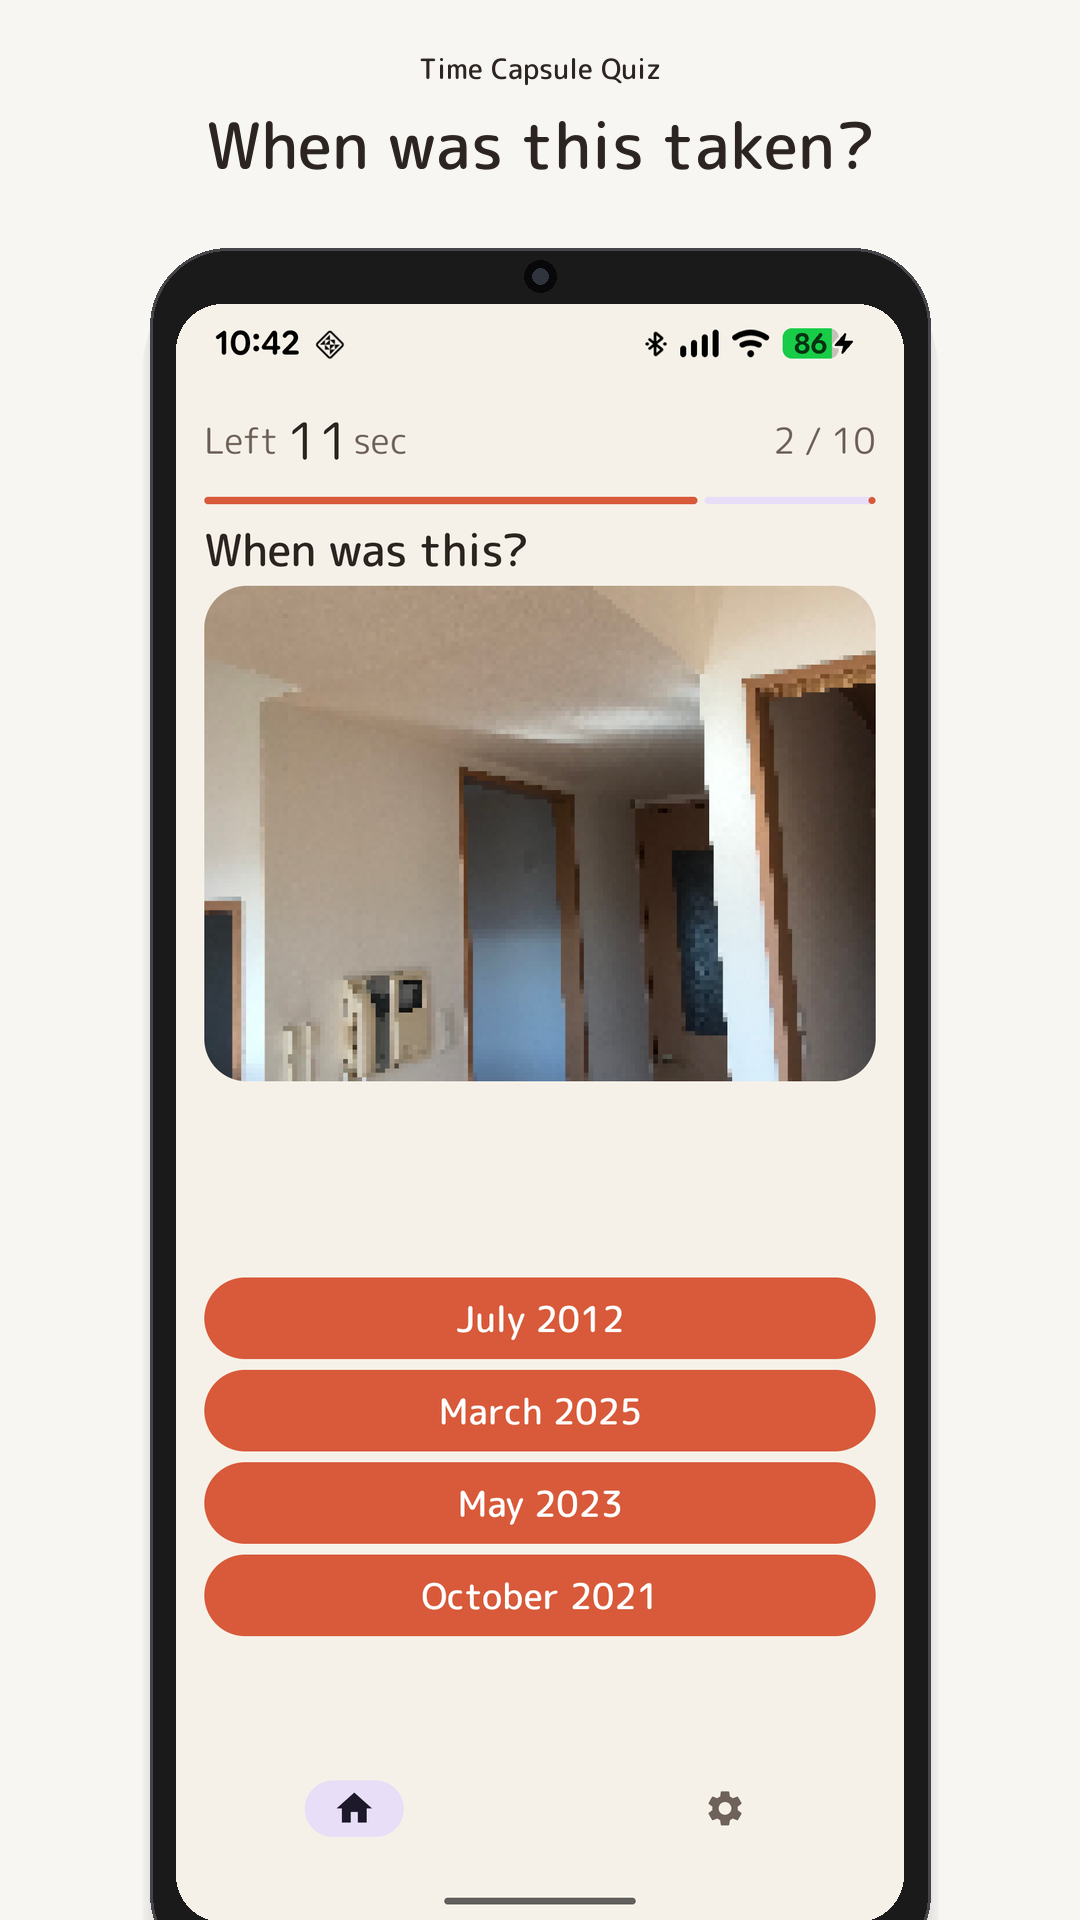 Time Capsule Quiz
When was this taken?
10:42
86
Left 11 sec
2 / 10
When was this?
July 2012
March 2025
May 2023
October 2021